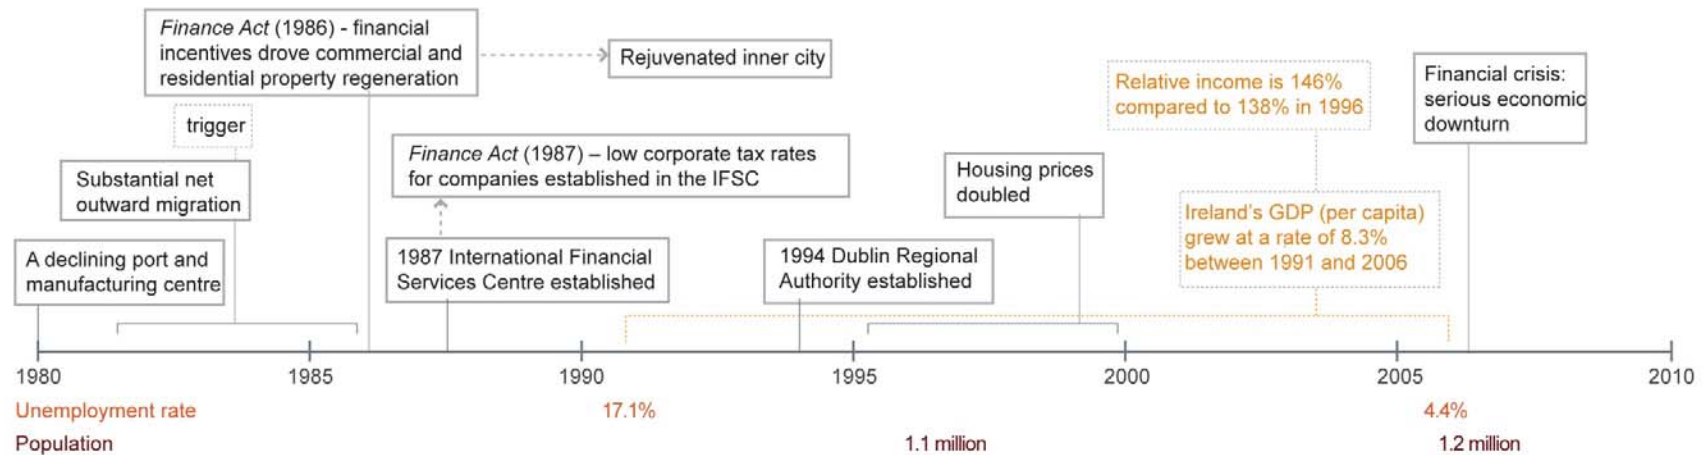 Finance Act (1986) - financial
incentives drove commercial and
residential property regeneration
Rejuvenated inner city
trigger
Substantial net
outward migration
A declining port and
manufacturing centre
Finance Act (1987) – low corporate tax rates
for companies established in the IFSC
1987 International Financial
Services Centre established
1994 Dublin Regional
Authority established
Housing prices
doubled
Relative income is 146%
compared to 138% in 1996
Ireland's GDP (per capita)
grew at a rate of 8.3%
between 1991 and 2006
Financial crisis:
serious economic
downturn
1980 1985 1990 1995 2000 2005 2010
Unemployment rate 17.1% 4.4%
Population 1.1 million 1.2 million